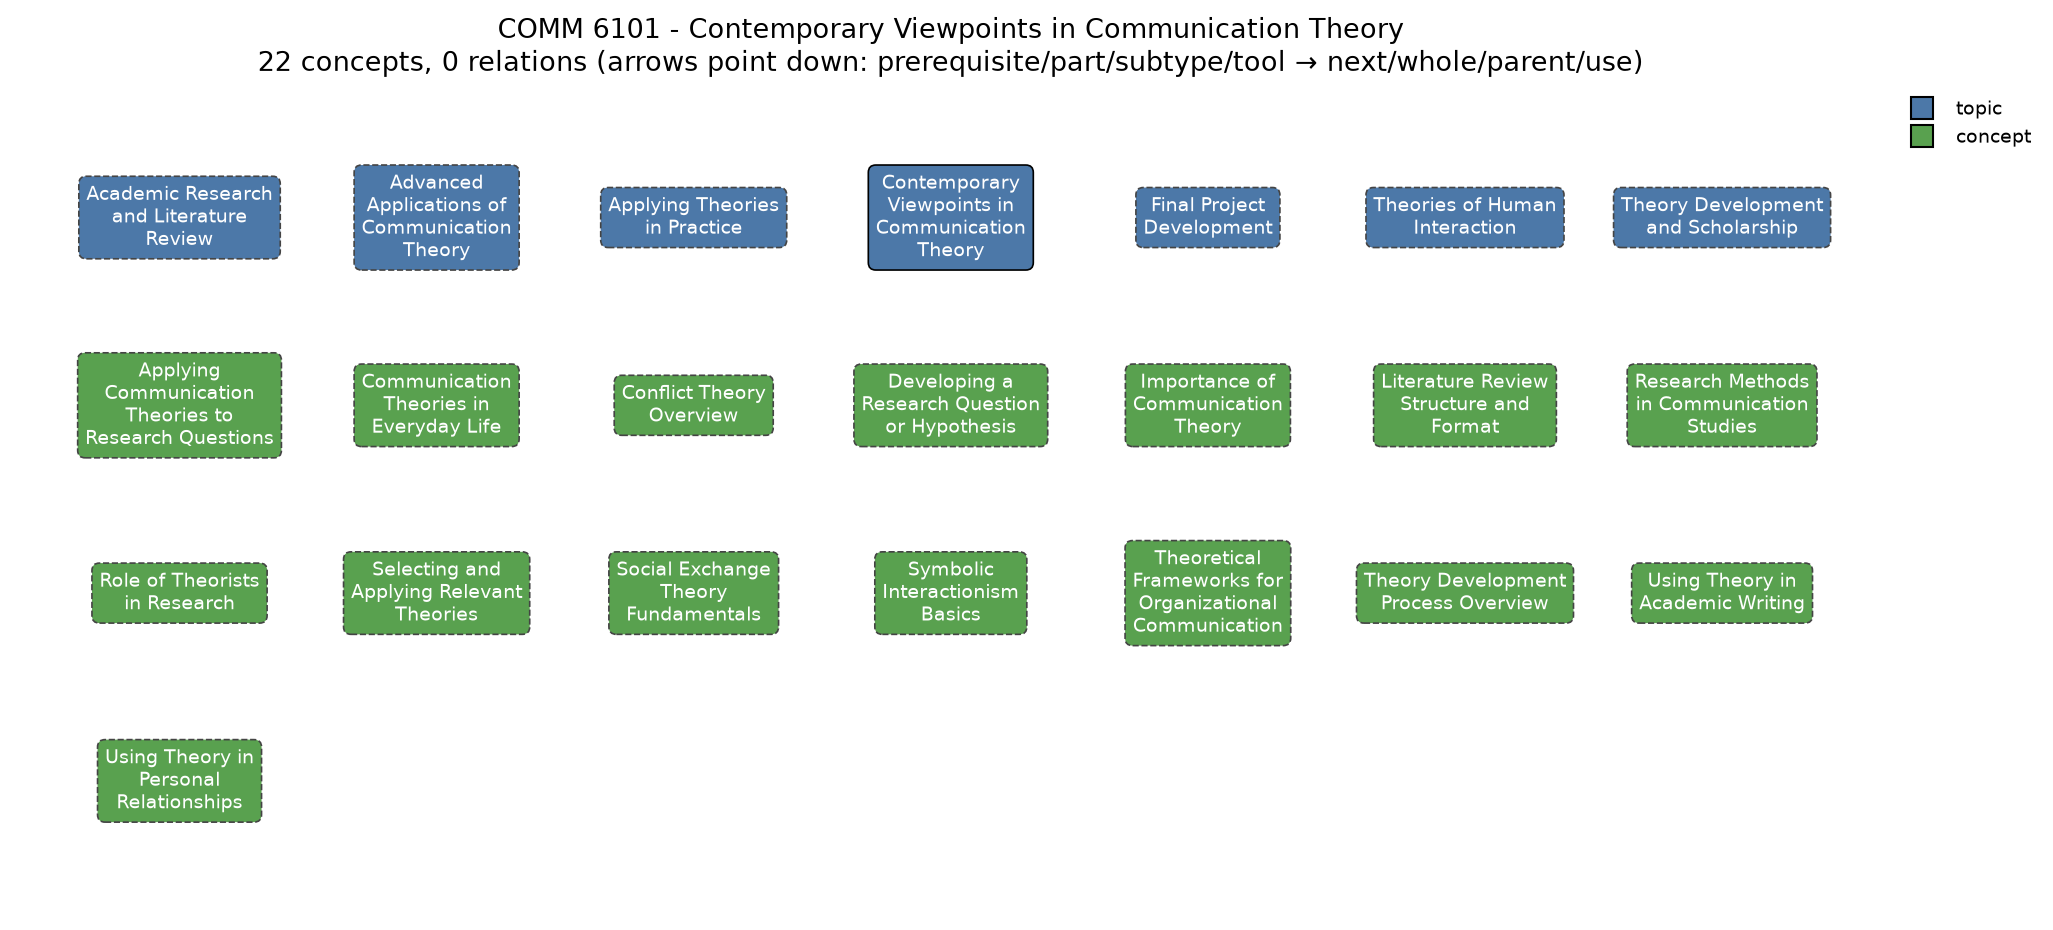 COMM 6101 - Contemporary Viewpoints in Communication Theory
22 concepts, 0 relations (arrows point down: prerequisite/part/subtype/tool → next/whole/parent/use)
topic
concept
Academic Research
and Literature
Review
Advanced
Applications of
Communication
Theory
Applying Theories
in Practice
Contemporary
Viewpoints in
Communication
Theory
Final Project
Development
Theories of Human
Interaction
Theory Development
and Scholarship
Applying
Communication
Theories to
Research Questions
Communication
Theories in
Everyday Life
Conflict Theory
Overview
Developing a
Research Question
or Hypothesis
Importance of
Communication
Theory
Literature Review
Structure and
Format
Research Methods
in Communication
Studies
Role of Theorists
in Research
Selecting and
Applying Relevant
Theories
Social Exchange
Theory
Fundamentals
Symbolic
Interactionism
Basics
Theoretical
Frameworks for
Organizational
Communication
Theory Development
Process Overview
Using Theory in
Academic Writing
Using Theory in
Personal
Relationships